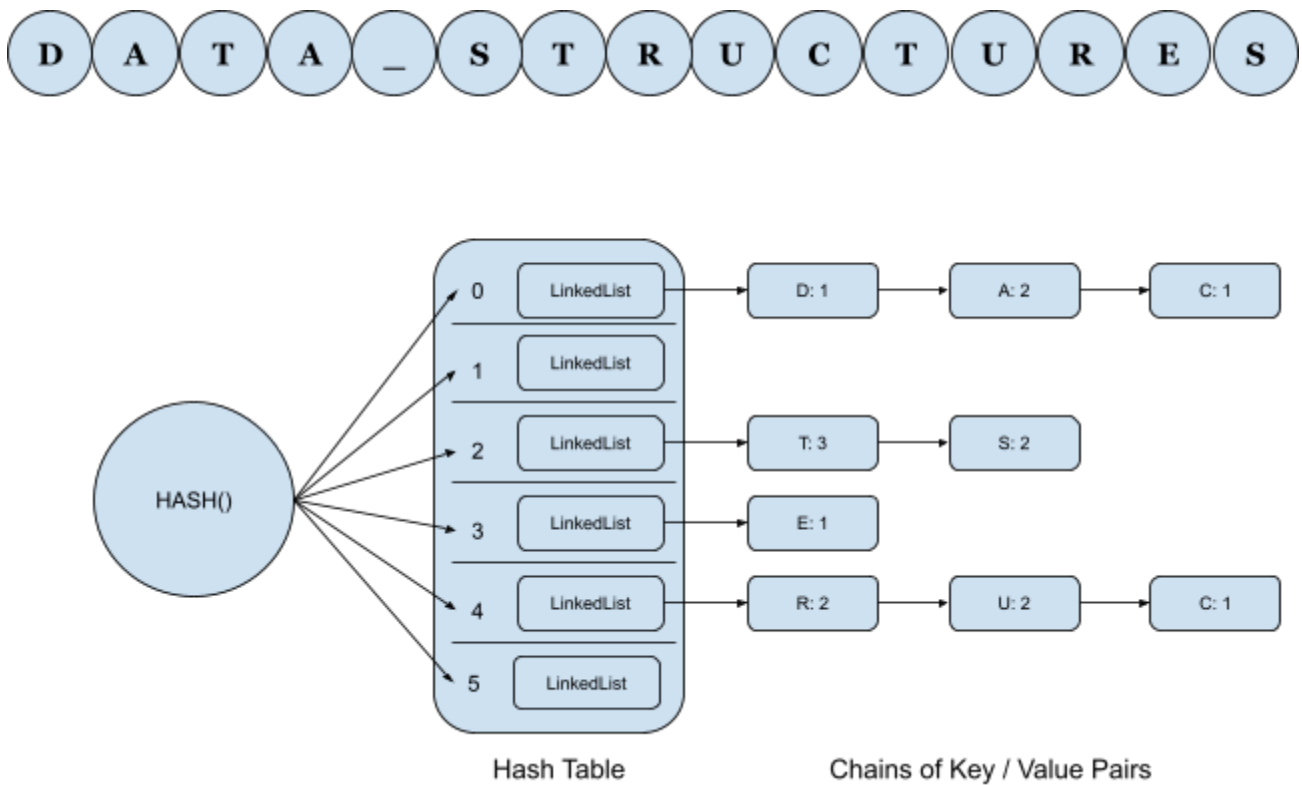 D A T A _ S T R U C T U R E S
0 LinkedList D: 1 A: 2 C: 1
1 LinkedList
2 LinkedList T: 3 S: 2
HASH()
3 LinkedList E: 1
4 LinkedList R: 2 U: 2 C: 1
5 LinkedList
Hash Table Chains of Key / Value Pairs